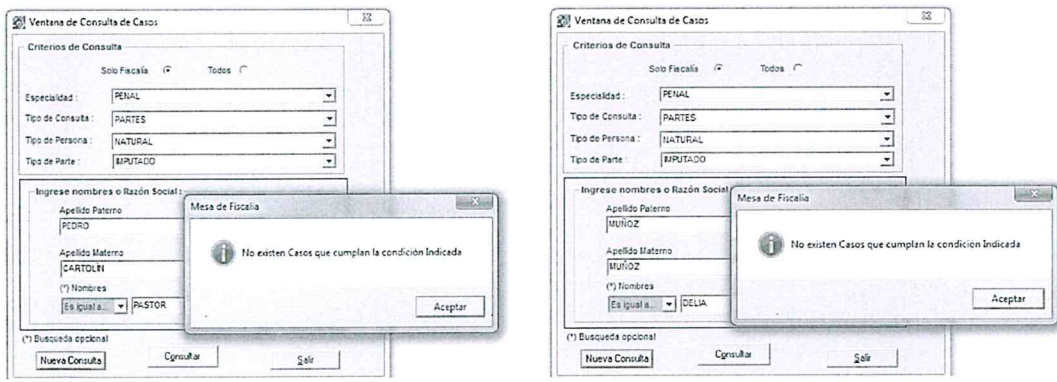 Ventana de Consulta de Casos
Criterios de Consulta
Solo Fiscalía Todos
Especialidad : PENAL
Tipo de Consulta : PARTES
Tipo de Persona : NATURAL
Tipo de Parte : IMPUTADO
Ingrese nombres o Razón Social :
Apellido Paterno
PEDRO
Apellido Materno
CARTOLIN
(*) Nombres
Es igual a... PASTOR
Mesa de Fiscalia
No existen Casos que cumplan la condición Indicada
Aceptar
(*) Busqueda opcional
Nueva Consulta Consultar Salir
Ventana de Consulta de Casos
Criterios de Consulta
Solo Fiscalía Todos
Especialidad : PENAL
Tipo de Consulta : PARTES
Tipo de Persona : NATURAL
Tipo de Parte : IMPUTADO
Ingrese nombres o Razón Social
Apellido Paterno
MUÑOZ
Apellido Materno
MUÑOZ
(*) Nombres
Es igual a... DELIA
Mesa de Fiscalia
No existen Casos que cumplan la condición Indicada
Aceptar
(*) Busqueda opcional
Nueva Consulta Consultar Salir